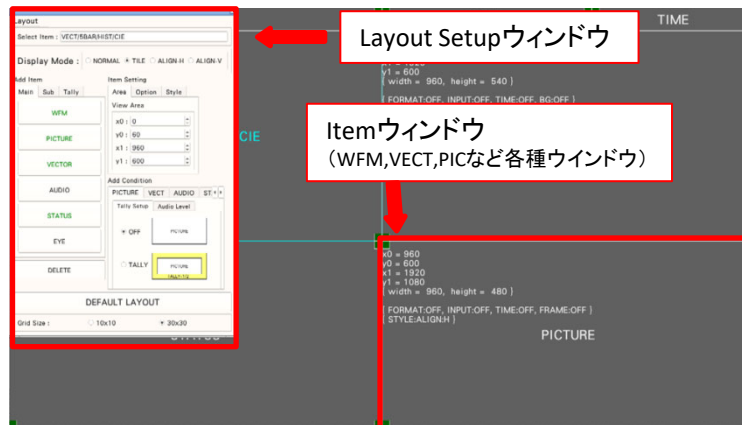 Layout
Select Item : VECT/5BAR/HIST/CIE
Display Mode : NORMAL TILE ALIGN-H ALIGN-V
Add Item
Main Sub Tally
WFM
PICTURE
VECTOR
AUDIO
STATUS
EYE
DELETE
Item Setting
Area Option Style
View Area
x0 : 0
y0 : 60
x1 : 960
y1 : 600
Add Condition
PICTURE VECT AUDIO ST
Tally Setup Audio Level
OFF PICTURE
TALLY PICTURE
DEFAULT LAYOUT
Grid Size : 10x10 30x30
Layout Setupウィンドウ
TIME
y1 = 600
( width = 960, height = 540 )
( FORMAT:OFF, INPUT:OFF, TIME:OFF, BG:OFF )
CIE
Itemウィンドウ
（WFM,VECT,PICなど各種ウインドウ）
x0 = 960
y0 = 600
x1 = 1920
y1 = 1080
( width = 960, height = 480 )
( FORMAT:OFF, INPUT:OFF, TIME:OFF, FRAME:OFF )
( STYLE:ALIGN:H )
PICTURE